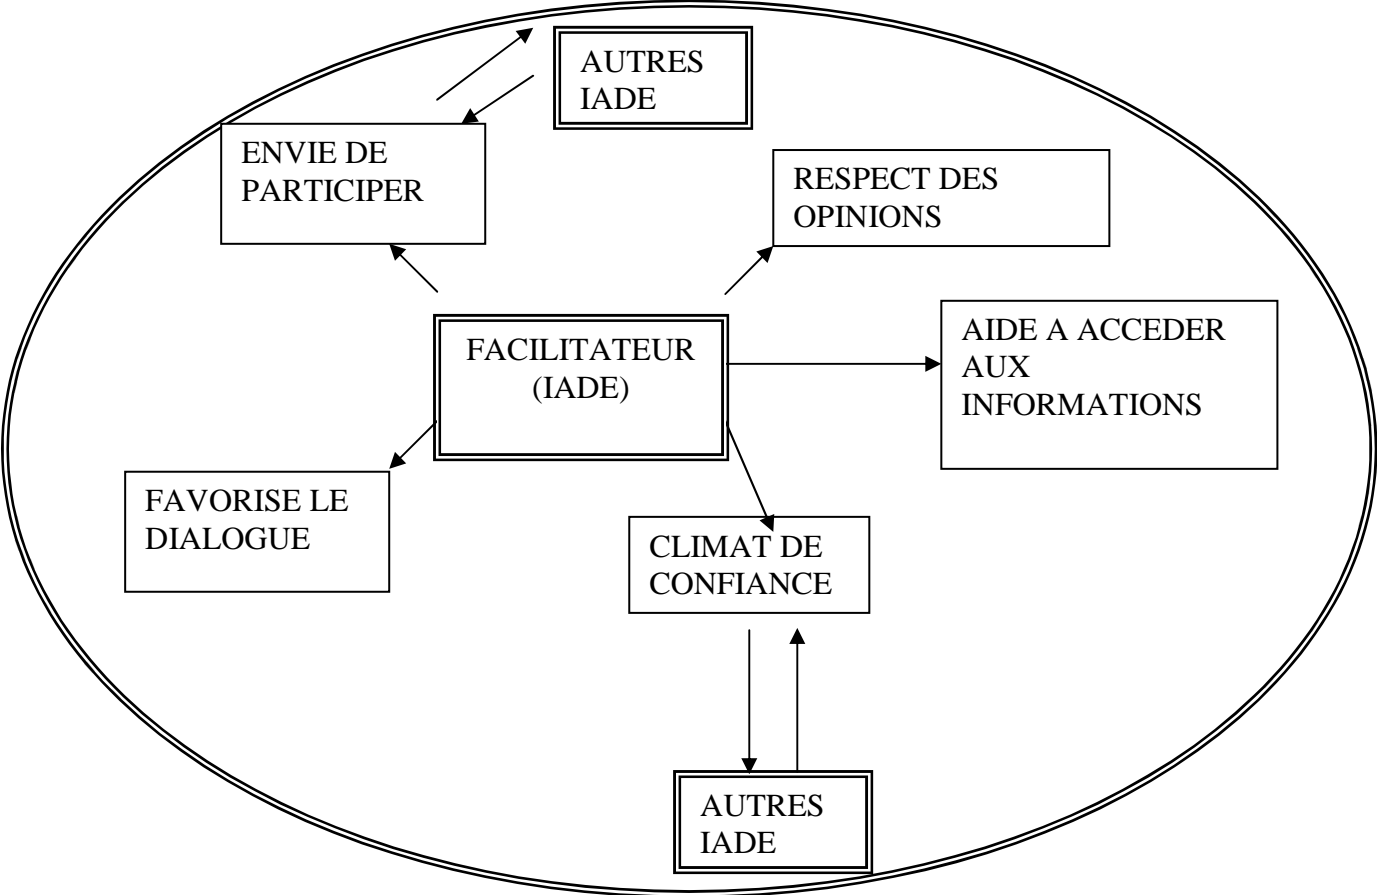 AUTRES
IADE
ENVIE DE
PARTICIPER
RESPECT DES
OPINIONS
FACILITATEUR
(IADE)
AIDE A ACCEDER
AUX
INFORMATIONS
FAVORISE LE
DIALOGUE
CLIMAT DE
CONFIANCE
AUTRES
IADE